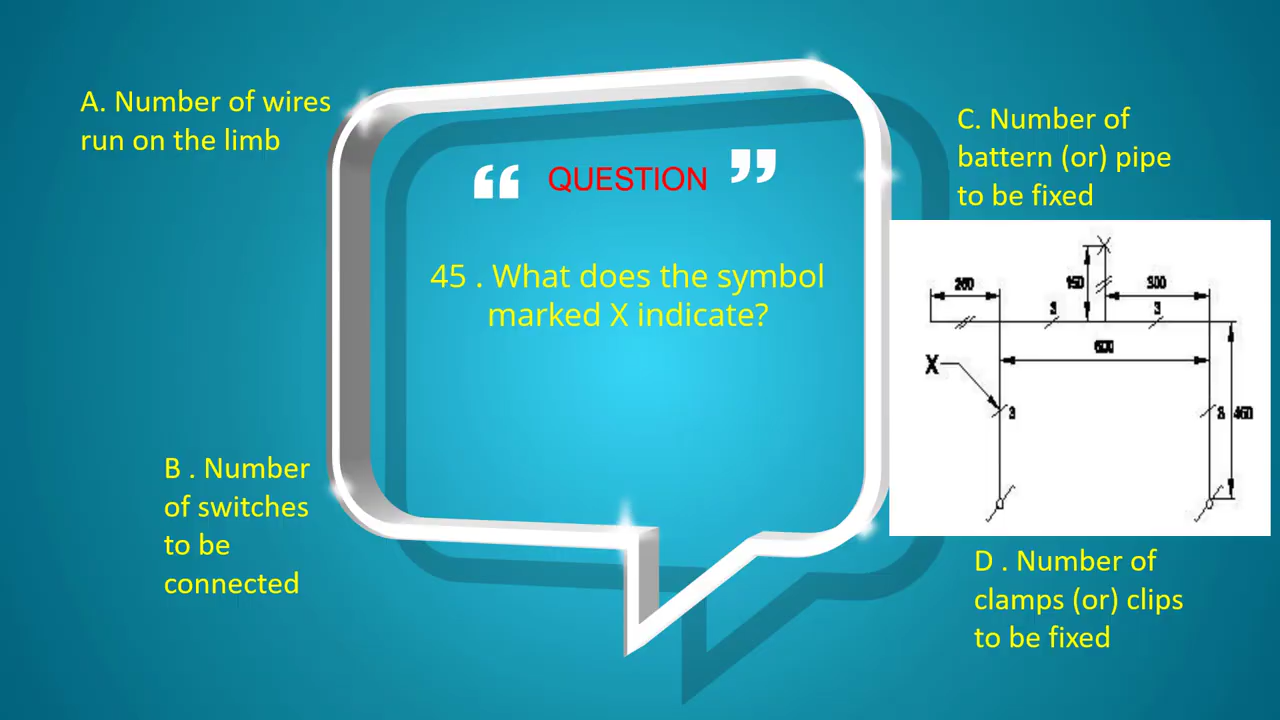 A. Number of wires
run on the limb
“ QUESTION ”
45 . What does the symbol
marked X indicate?
B . Number
of switches
to be
connected
C. Number of
battern (or) pipe
to be fixed
260
150
300
3
3
600
X
3
3
450
D . Number of
clamps (or) clips
to be fixed